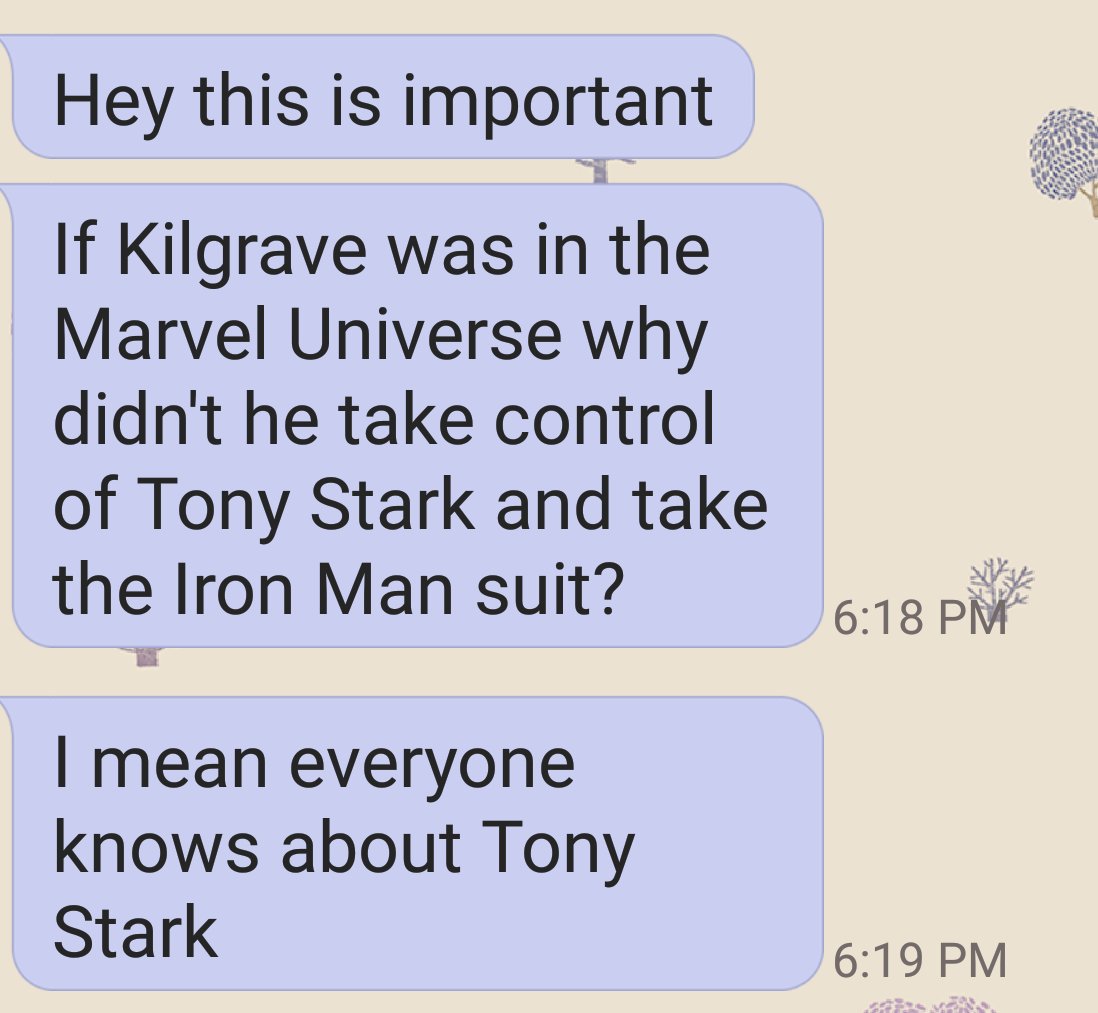 Hey this is important
If Kilgrave was in the
Marvel Universe why
didn't he take control
of Tony Stark and take
the Iron Man suit?
6:18 PM
I mean everyone
knows about Tony
Stark
6:19 PM